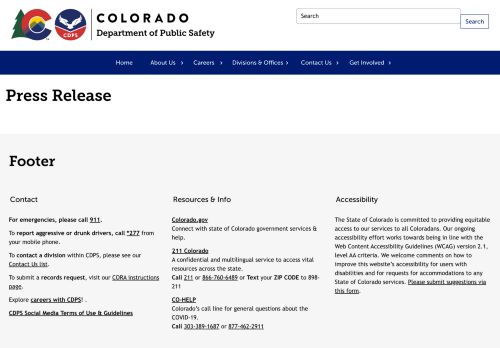 COLORADO
Department of Public Safety
CDPS
Search
Search
Home
About Us
Careers
Divisions & Offices
Contact Us
Get Involved
Press Release
Footer
Contact
For emergencies, please call 911.
To report aggressive or drunk drivers, call *277 from
your mobile phone.
To contact a division within CDPS, please see our
Contact Us list.
To submit a records request, visit our CORA instructions
page.
Explore careers with CDPS! .
CDPS Social Media Terms of Use & Guidelines
Resources & Info
Colorado.gov
Connect with state of Colorado government services &
help.
211 Colorado
A confidential and multilingual service to access vital
resources across the state.
Call 211 or 866-760-6489 or Text your ZIP CODE to 898-
211
CO-HELP
Colorado's call line for general questions about the
COVID-19.
Call 303-389-1687 or 877-462-2911
Accessibility
The State of Colorado is committed to providing equitable
access to our services to all Coloradans. Our ongoing
accessibility effort works towards being in line with the
Web Content Accessibility Guidelines (WCAG) version 2.1,
level AA criteria. We welcome comments on how to
improve this website's accessibility for users with
disabilities and for requests for accommodations to any
State of Colorado services. Please submit suggestions via
this form.